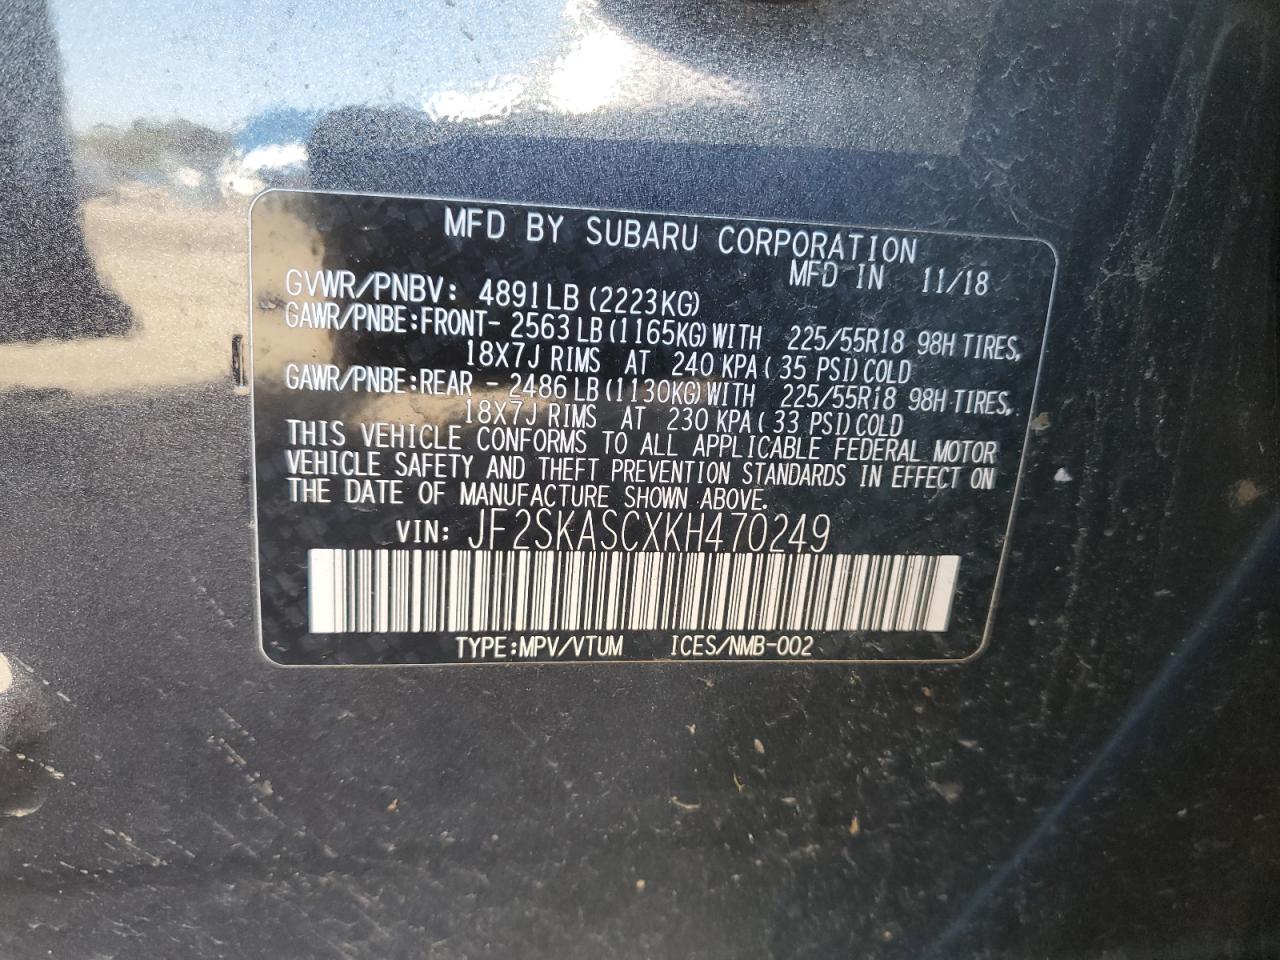 MFD BY SUBARU CORPORATION
MFD IN 11/18
GVWR/PNBV: 4891LB (2223KG)
GAWR/PNBE:FRONT- 2563LB (1165KG) WITH 225/55R18 98H TIRES,
18X7J RIMS AT 240 KPA ( 35 PSI) COLD
GAWR/PNBE:REAR - 2486LB (1130KG) WITH 225/55R18 98H TIRES,
18X7J RIMS AT 230 KPA ( 33 PSI) COLD
THIS VEHICLE CONFORMS TO ALL APPLICABLE FEDERAL MOTOR
VEHICLE SAFETY AND THEFT PREVENTION STANDARDS IN EFFECT ON
THE DATE OF MANUFACTURE SHOWN ABOVE.
VIN: JF2SKASCXKH470249
TYPE:MPV/VTUM ICES/NMB-002